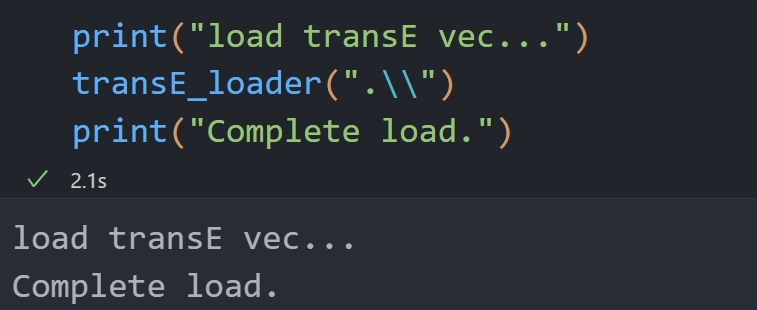 print("load transE vec...")
transE_loader(".\\")
print("Complete load.")
2.1s
load transE vec...
Complete load.